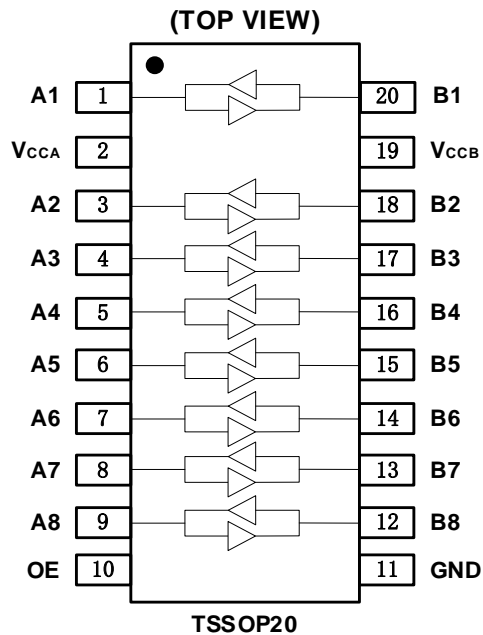 (TOP VIEW)
A1 1 20 B1
VCCA 2 19 VCCB
A2 3 18 B2
A3 4 17 B3
A4 5 16 B4
A5 6 15 B5
A6 7 14 B6
A7 8 13 B7
A8 9 12 B8
OE 10 11 GND
TSSOP20